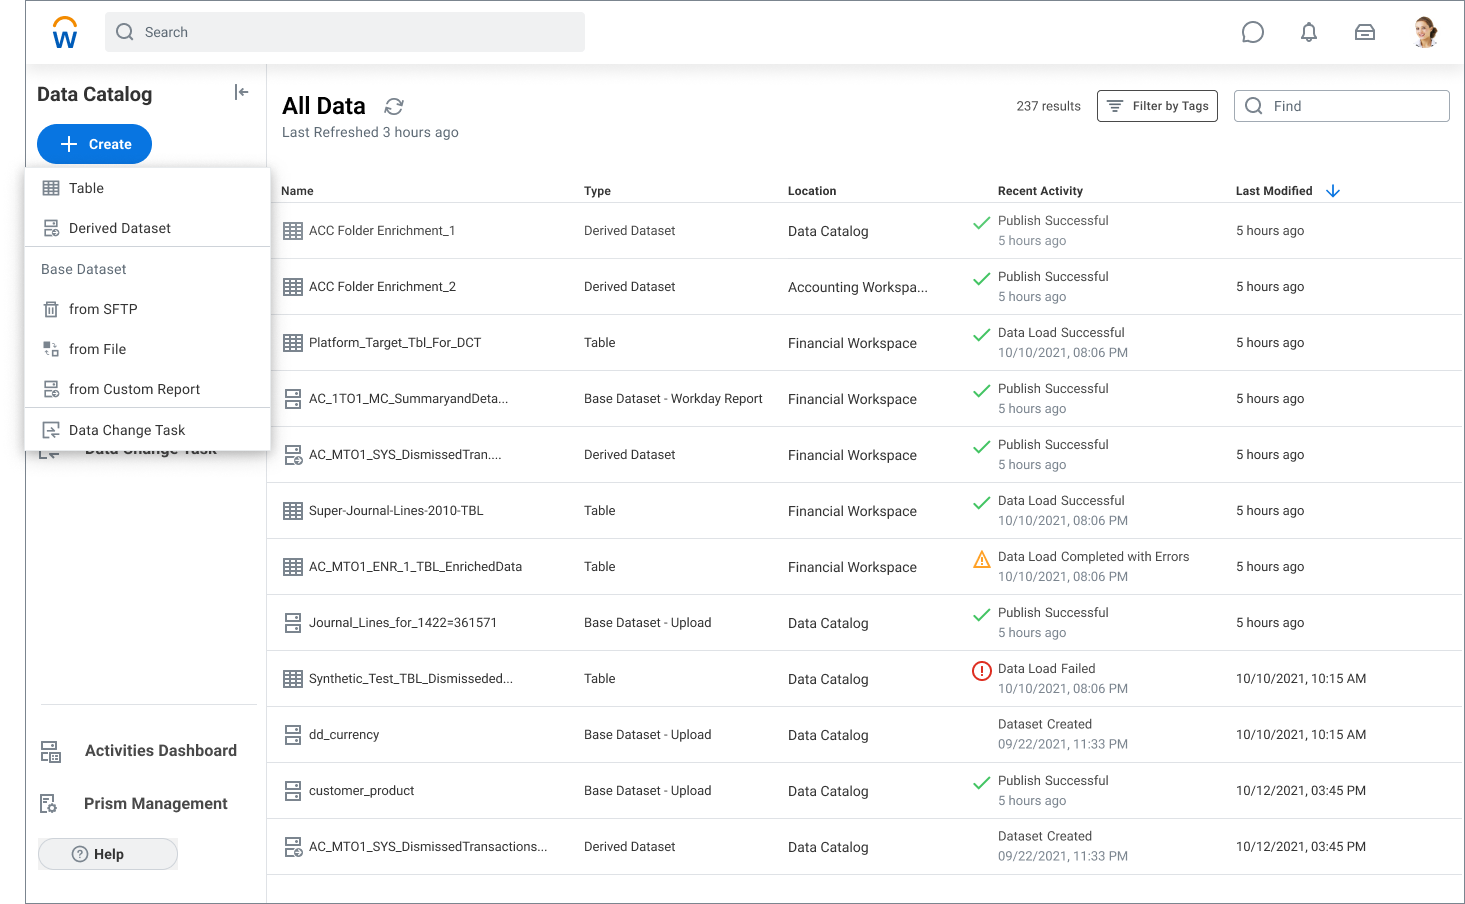 Search
Data Catalog
Create
Table
Derived Dataset
Base Dataset
from SFTP
from File
from Custom Report
Data Change Task
Data Change Task
Activities Dashboard
Prism Management
Help
All Data
Last Refreshed 3 hours ago
237 results
Filter by Tags
Find
Name Type Location Recent Activity Last Modified
ACC Folder Enrichment_1 Derived Dataset Data Catalog Publish Successful 5 hours ago
5 hours ago
ACC Folder Enrichment_2 Derived Dataset Accounting Workspa... Publish Successful 5 hours ago
5 hours ago
Platform_Target_Tbl_For_DCT Table Financial Workspace Data Load Successful 5 hours ago
10/10/2021, 08:06 PM
AC_1TO1_MC_SummaryandDeta... Base Dataset - Workday Report Financial Workspace Publish Successful 5 hours ago
5 hours ago
AC_MTO1_SYS_DismissedTran.... Derived Dataset Financial Workspace Publish Successful 5 hours ago
5 hours ago
Super-Journal-Lines-2010-TBL Table Financial Workspace Data Load Successful 5 hours ago
10/10/2021, 08:06 PM
AC_MTO1_ENR_1_TBL_EnrichedData Table Financial Workspace Data Load Completed with Errors 5 hours ago
10/10/2021, 08:06 PM
Journal_Lines_for_1422=361571 Base Dataset - Upload Data Catalog Publish Successful 5 hours ago
5 hours ago
Synthetic_Test_TBL_Dismisseded... Table Data Catalog Data Load Failed 10/10/2021, 10:15 AM
10/10/2021, 08:06 PM
dd_currency Base Dataset - Upload Data Catalog Dataset Created 10/10/2021, 10:15 AM
09/22/2021, 11:33 PM
customer_product Base Dataset - Upload Data Catalog Publish Successful 10/12/2021, 03:45 PM
5 hours ago
AC_MTO1_SYS_DismissedTransactions... Derived Dataset Data Catalog Dataset Created 10/12/2021, 03:45 PM
09/22/2021, 11:33 PM